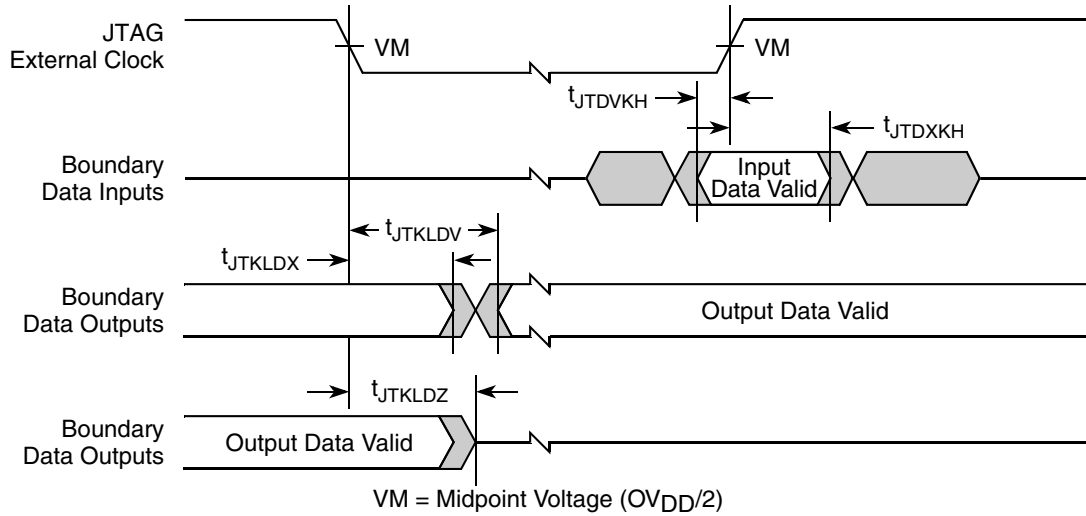 JTAG
External Clock
VM
VM
tJTDVKH
tJTDXKH
Boundary
Data Inputs
Input
Data Valid
tJTKLDV
tJTKLDX
Boundary
Data Outputs
Output Data Valid
tJTKLDZ
Boundary
Data Outputs
Output Data Valid
VM = Midpoint Voltage (OVDD/2)